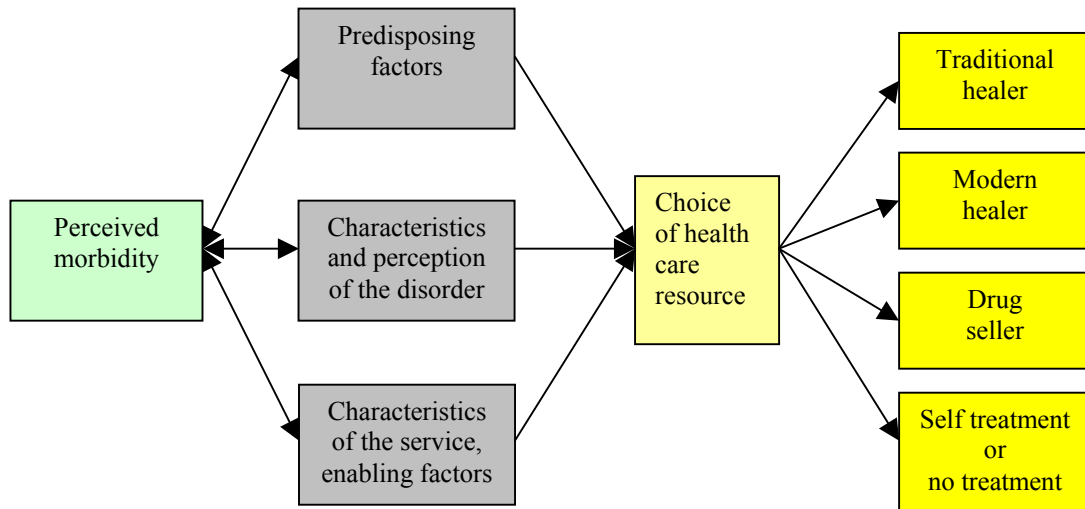 Perceived
morbidity
Predisposing
factors
Characteristics
and perception
of the disorder
Characteristics
of the service,
enabling factors
Choice
of health
care
resource
Traditional
healer
Modern
healer
Drug
seller
Self treatment
or
no treatment